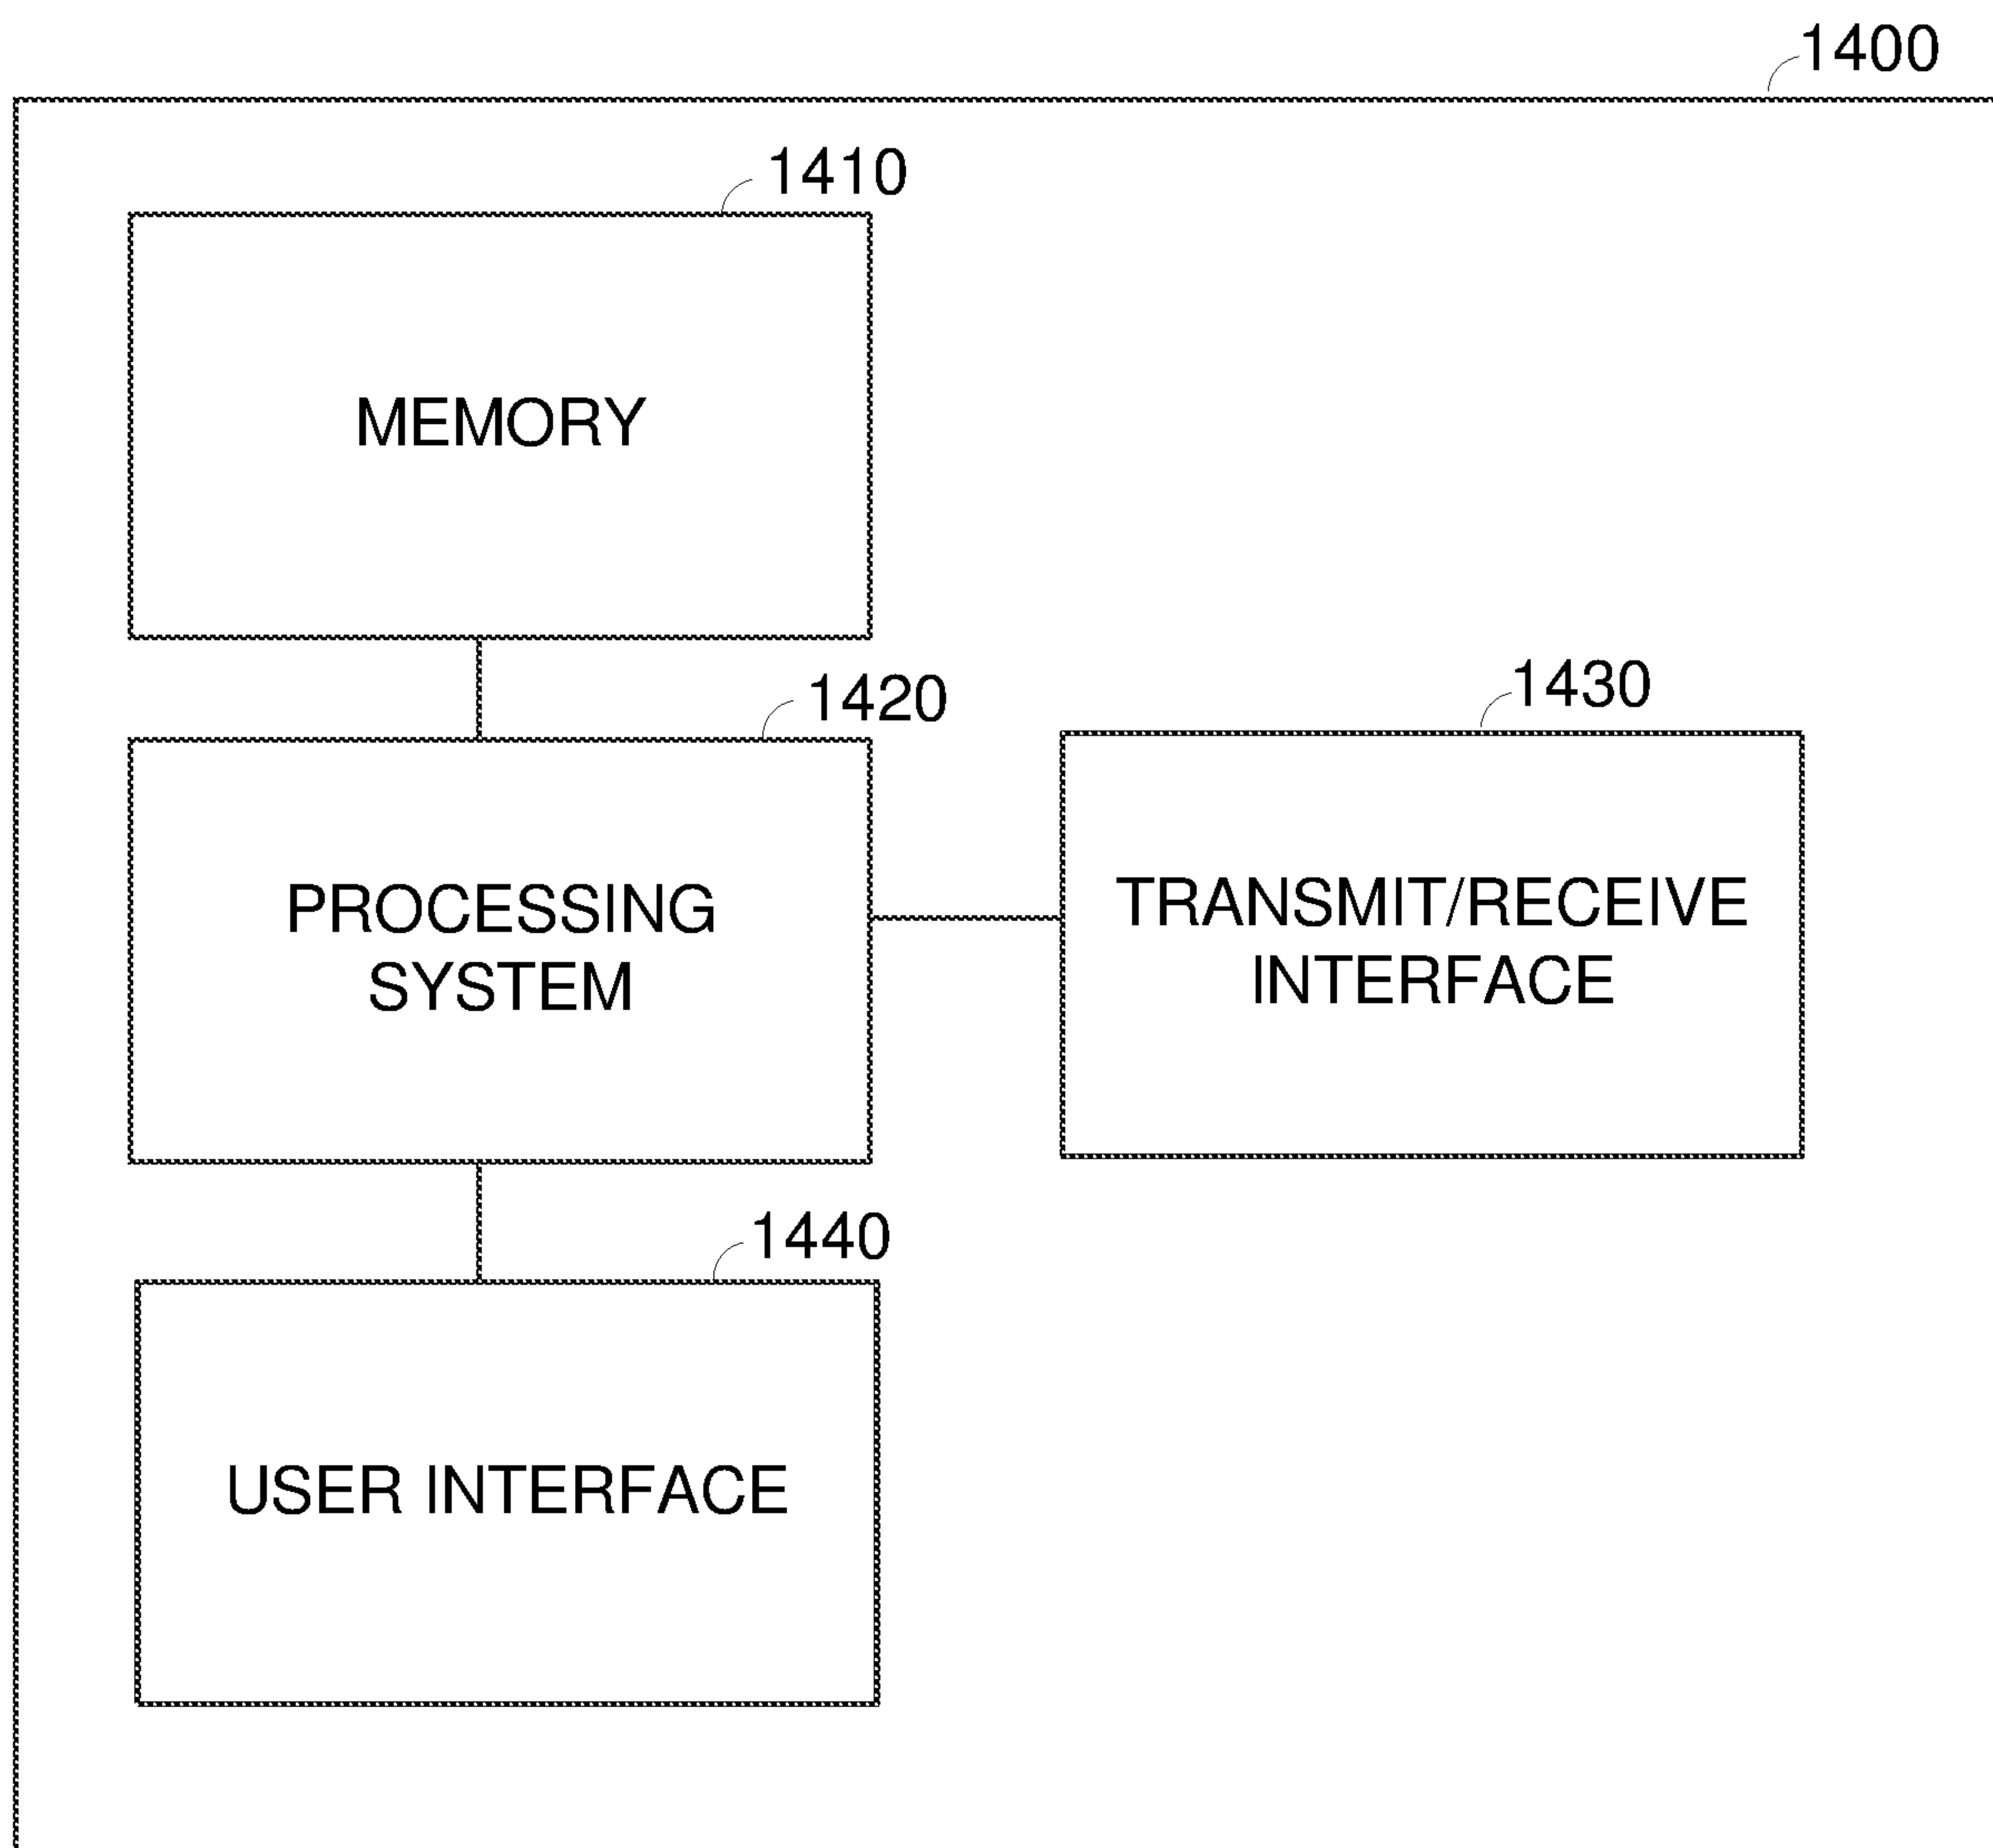 1400
1410
MEMORY
1420
1430
PROCESSING
SYSTEM
TRANSMIT/RECEIVE
INTERFACE
1440
USER INTERFACE